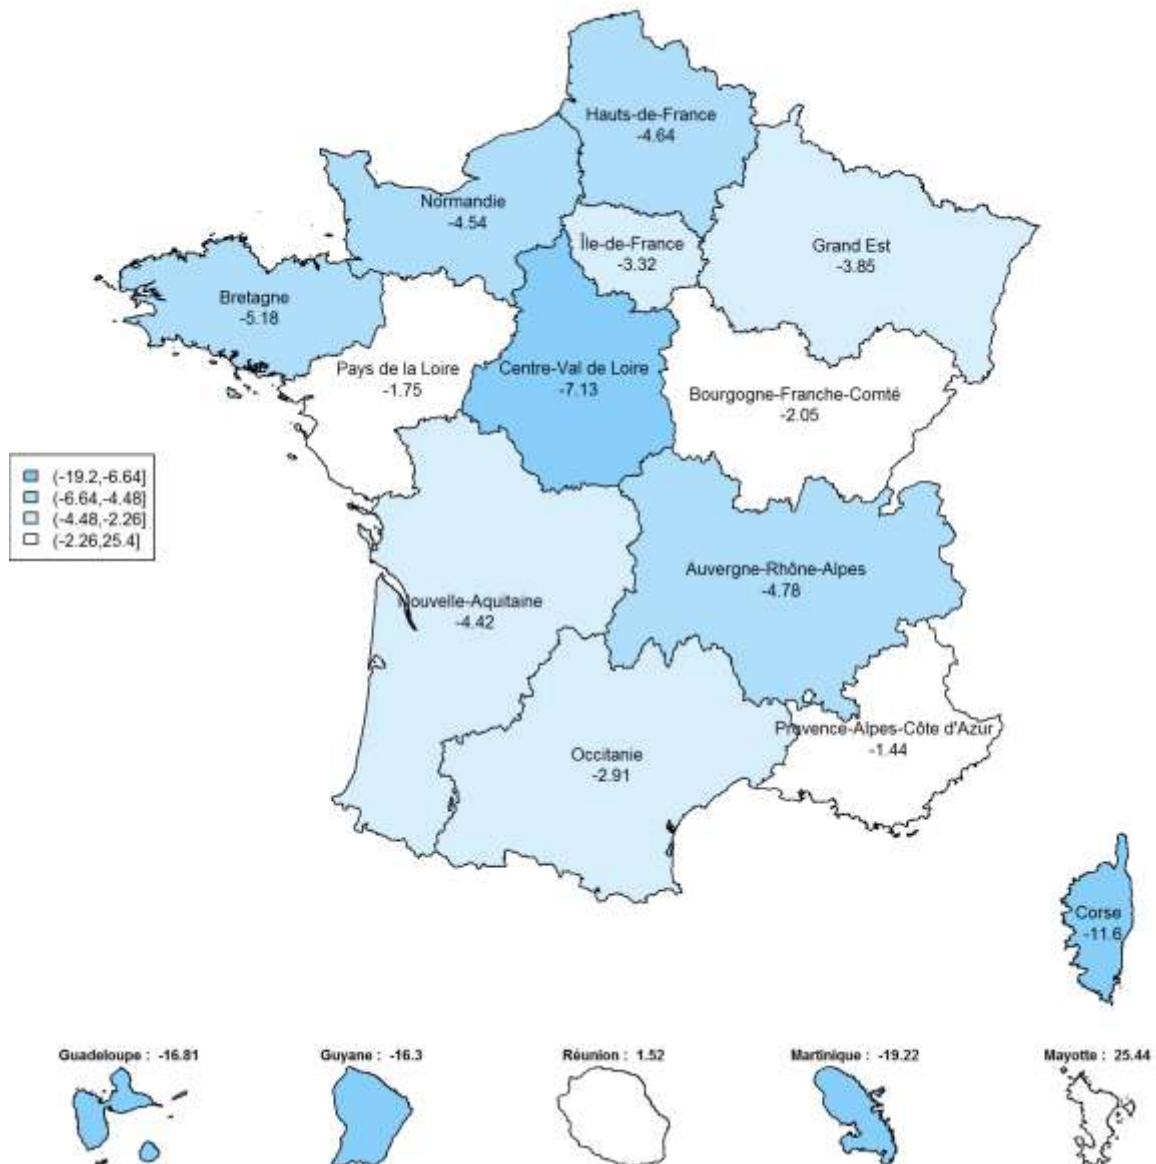 Hauts-de-France
-4.64
Normandie
-4.54
Île-de-France
-3.32
Grand Est
-3.85
Bretagne
-5.18
Pays de la Loire
-1.75
Centre-Val de Loire
-7.13
Bourgogne-Franche-Comté
-2.05
(-19.2,-6.64]
(-6.64,-4.48]
(-4.48,-2.26]
(-2.26,25.4]
Auvergne-Rhône-Alpes
-4.78
Nouvelle-Aquitaine
-4.42
Provence-Alpes-Côte d'Azur
-1.44
Occitanie
-2.91
Corse
-11.6
Guadeloupe : -16.81
Guyane : -16.3
Réunion : 1.52
Martinique : -19.22
Mayotte : 25.44